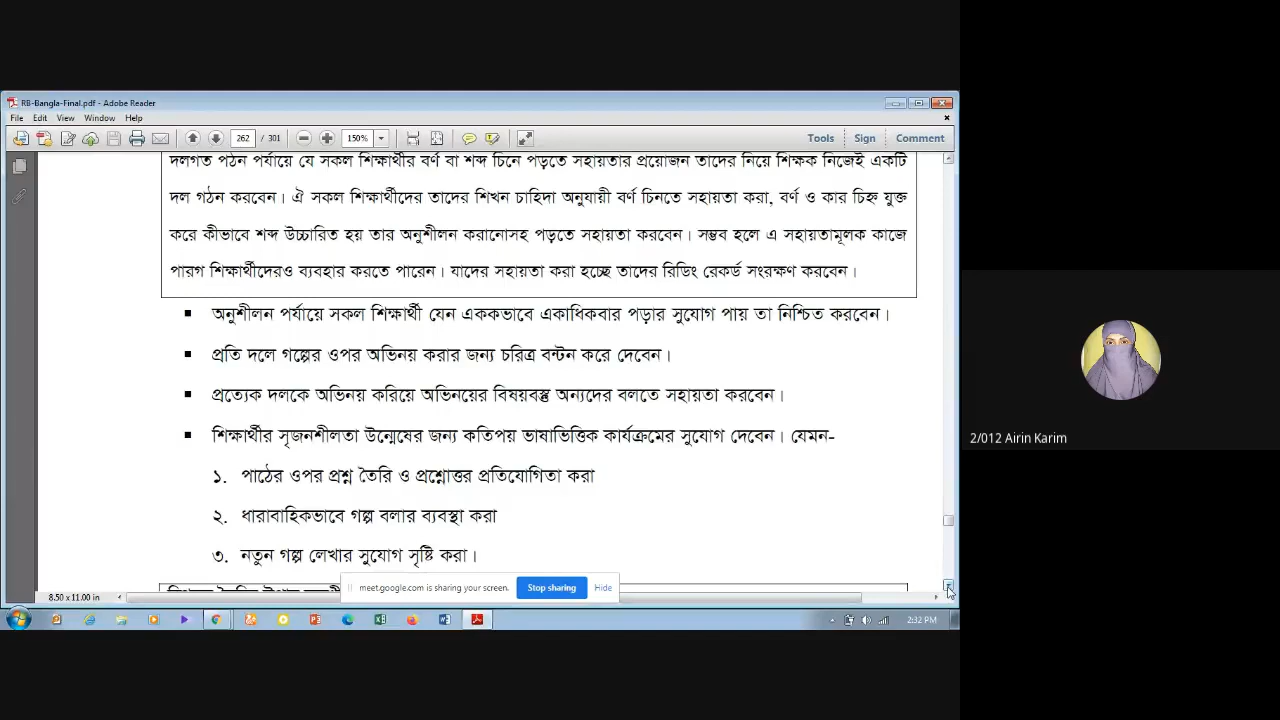 RB-Bangla-Final.pdf - Adobe Reader
File Edit View Window Help
262 / 301 150% Tools Sign Comment
দলগত পঠন পর্যায়ে যে সকল শিক্ষার্থীর বর্ণ বা শব্দ চিনে পড়তে সহায়তার প্রয়োজন তাদের নিয়ে শিক্ষক নিজেই একটি
দল গঠন করবেন। ঐ সকল শিক্ষার্থীদের তাদের শিখন চাহিদা অনুযায়ী বর্ণ চিনতে সহায়তা করা, বর্ণ ও কার চিহ্ন যুক্ত
করে কীভাবে শব্দ উচ্চারিত হয় তার অনুশীলন করানোসহ পড়তে সহায়তা করবেন। সম্ভব হলে এ সহায়তামূলক কাজে
পারগ শিক্ষার্থীদেরও ব্যবহার করতে পারেন। যাদের সহায়তা করা হচ্ছে তাদের রিডিং রেকর্ড সংরক্ষণ করবেন।
▪ অনুশীলন পর্যায়ে সকল শিক্ষার্থী যেন এককভাবে একাধিকবার পড়ার সুযোগ পায় তা নিশ্চিত করবেন।
▪ প্রতি দলে গল্পের ওপর অভিনয় করার জন্য চরিত্র বন্টন করে দেবেন।
▪ প্রত্যেক দলকে অভিনয় করিয়ে অভিনয়ের বিষয়বস্তু অন্যদের বলতে সহায়তা করবেন।
▪ শিক্ষার্থীর সৃজনশীলতা উন্মেষের জন্য কতিপয় ভাষাভিত্তিক কার্যক্রমের সুযোগ দেবেন। যেমন-
১. পাঠের ওপর প্রশ্ন তৈরি ও প্রশ্নোত্তর প্রতিযোগিতা করা
২. ধারাবাহিকভাবে গল্প বলার ব্যবস্থা করা
৩. নতুন গল্প লেখার সুযোগ সৃষ্টি করা।
meet.google.com is sharing your screen. Stop sharing Hide
8.50 x 11.00 in
2:32 PM
2/012 Airin Karim